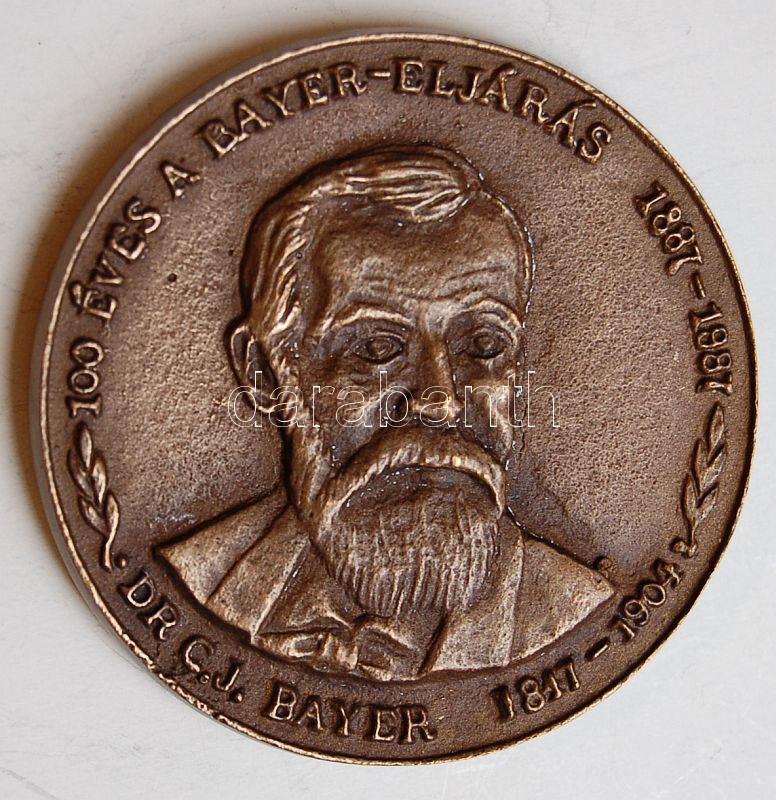 100 ÉVES A BAYER-ELJÁRÁS 1887-1987
DR C.J. BAYER 1847-1904
darabanth